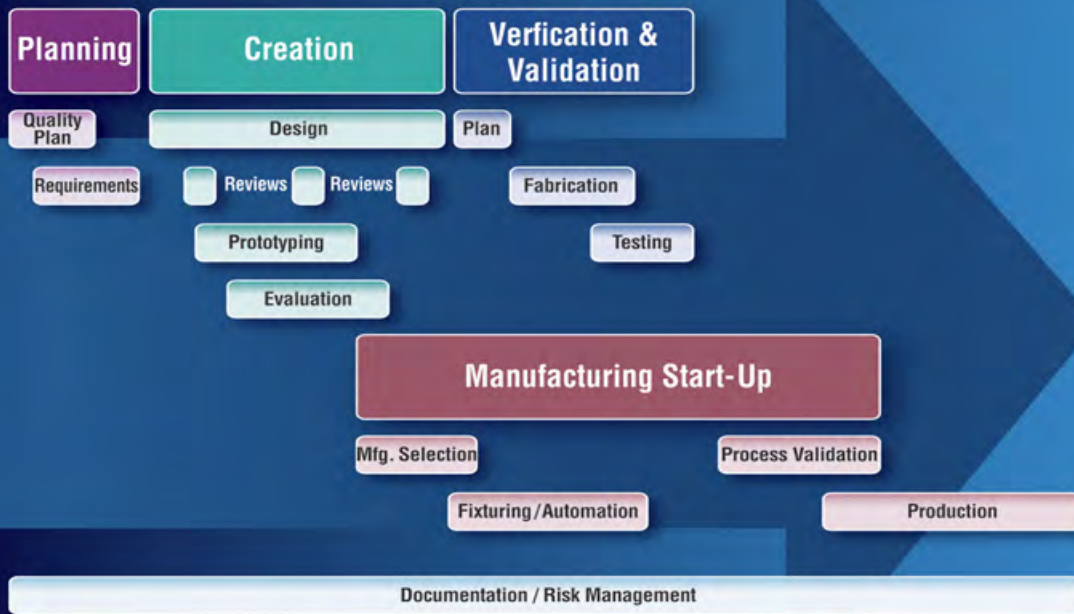 Planning
Creation
Verfication &
Validation
Quality
Plan
Design
Plan
Requirements
Reviews
Reviews
Fabrication
Prototyping
Testing
Evaluation
Manufacturing Start-Up
Mfg. Selection
Process Validation
Fixturing/Automation
Production
Documentation / Risk Management